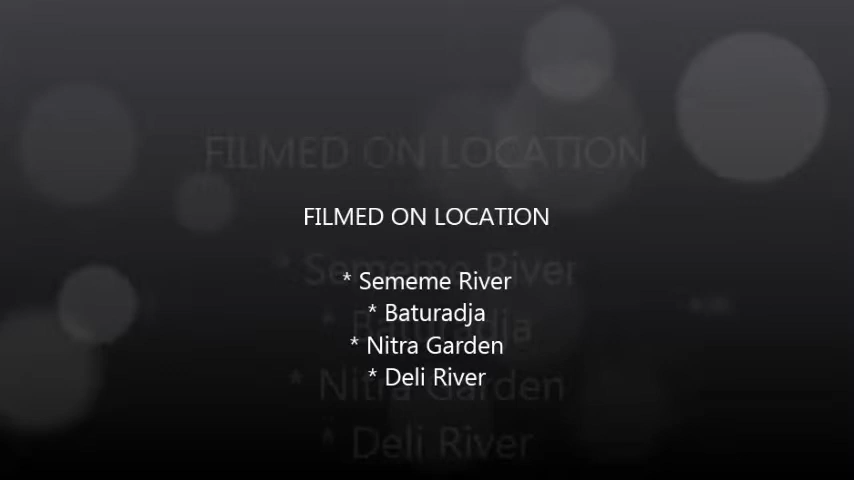 FILMED ON LOCATION
* Sememe River
* Baturadja
* Nitra Garden
* Deli River